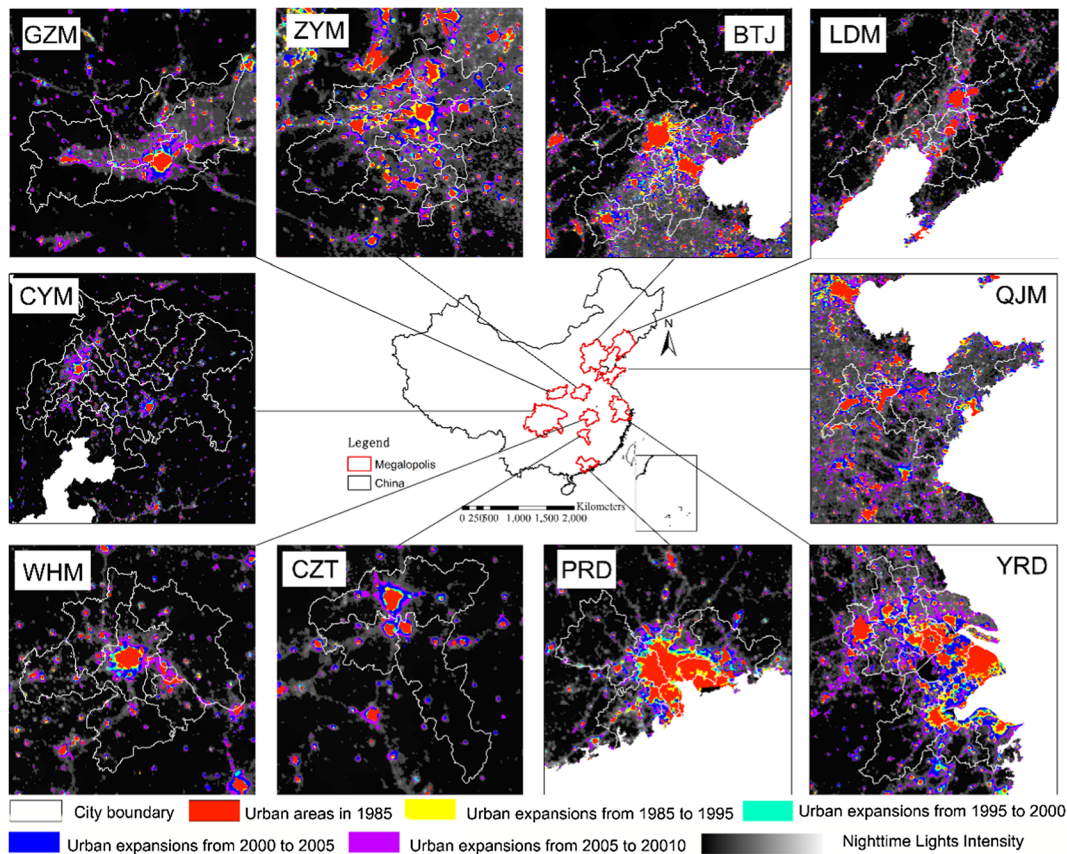 GZM
ZYM
BTJ
LDM
CYM
QJM
N
Legend
Megalopolis
China
Kilometers
0 250500 1,000 1,500 2,000
WHM
CZT
PRD
YRD
City boundary
Urban areas in 1985
Urban expansions from 1985 to 1995
Urban expansions from 1995 to 2000
Urban expansions from 2000 to 2005
Urban expansions from 2005 to 20010
Nighttime Lights Intensity